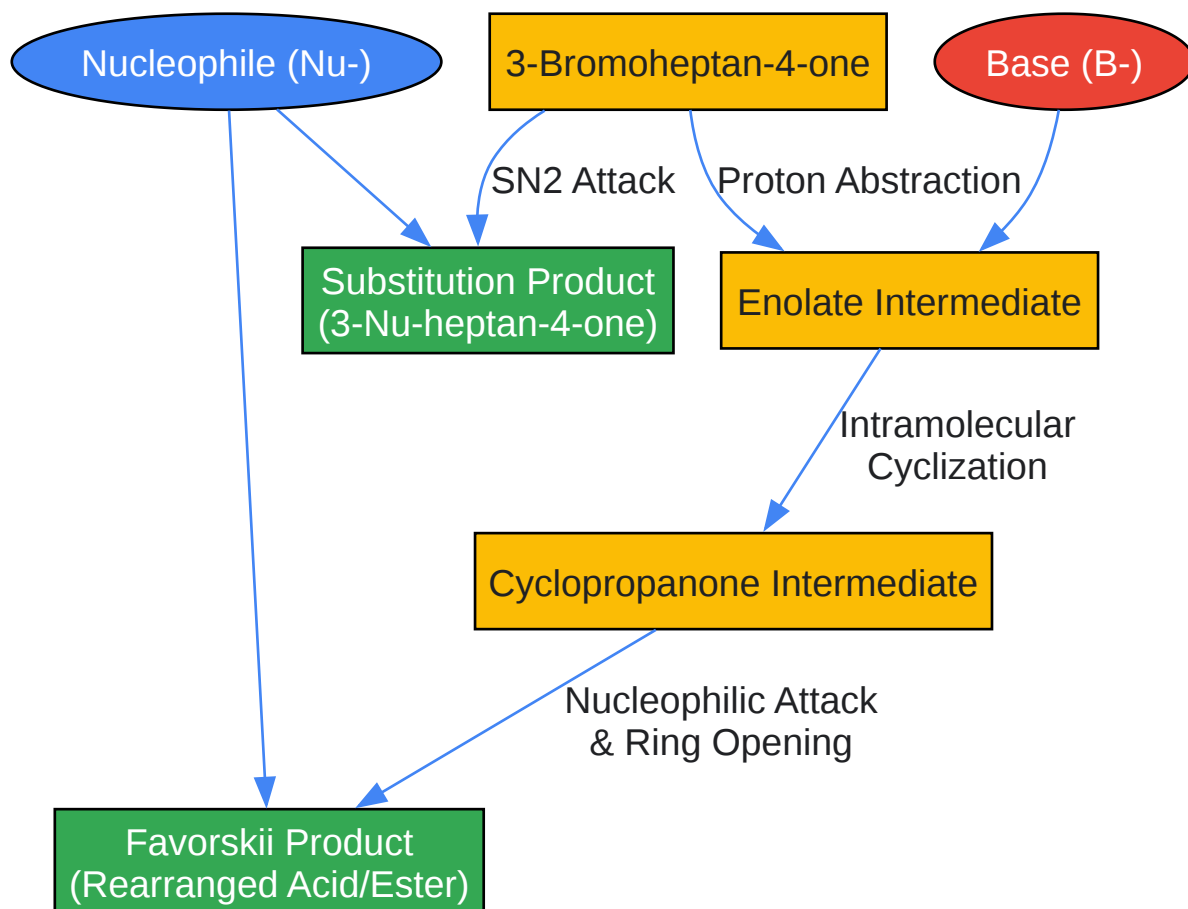 Nucleophile (Nu-)
3-Bromoheptan-4-one
Base (B-)
SN2 Attack
Proton Abstraction
Substitution Product
(3-Nu-heptan-4-one)
Enolate Intermediate
Intramolecular
Cyclization
Cyclopropanone Intermediate
Nucleophilic Attack
& Ring Opening
Favorskii Product
(Rearranged Acid/Ester)